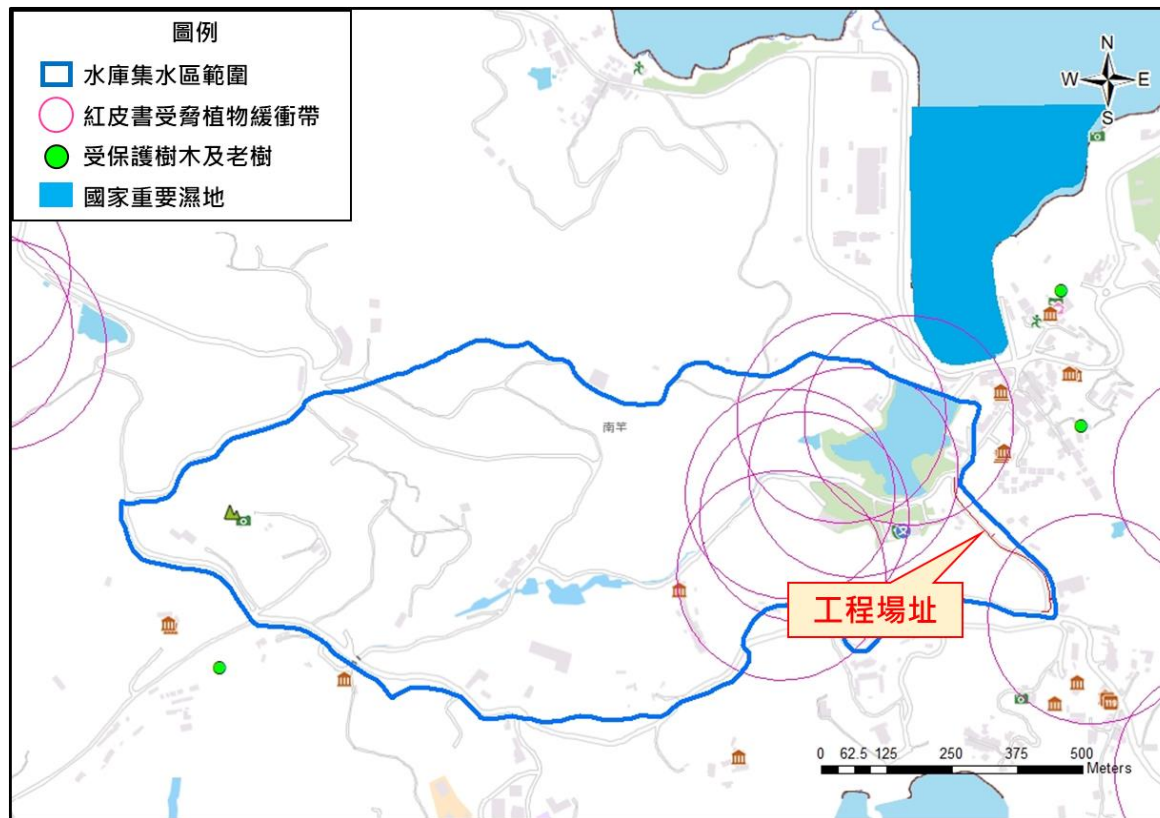 圖例
水庫集水區範圍
紅皮書受脅植物緩衝帶
受保護樹木及老樹
國家重要濕地
N
W E
S
南竿
工程場址
0 62.5 125 250 375 500
Meters